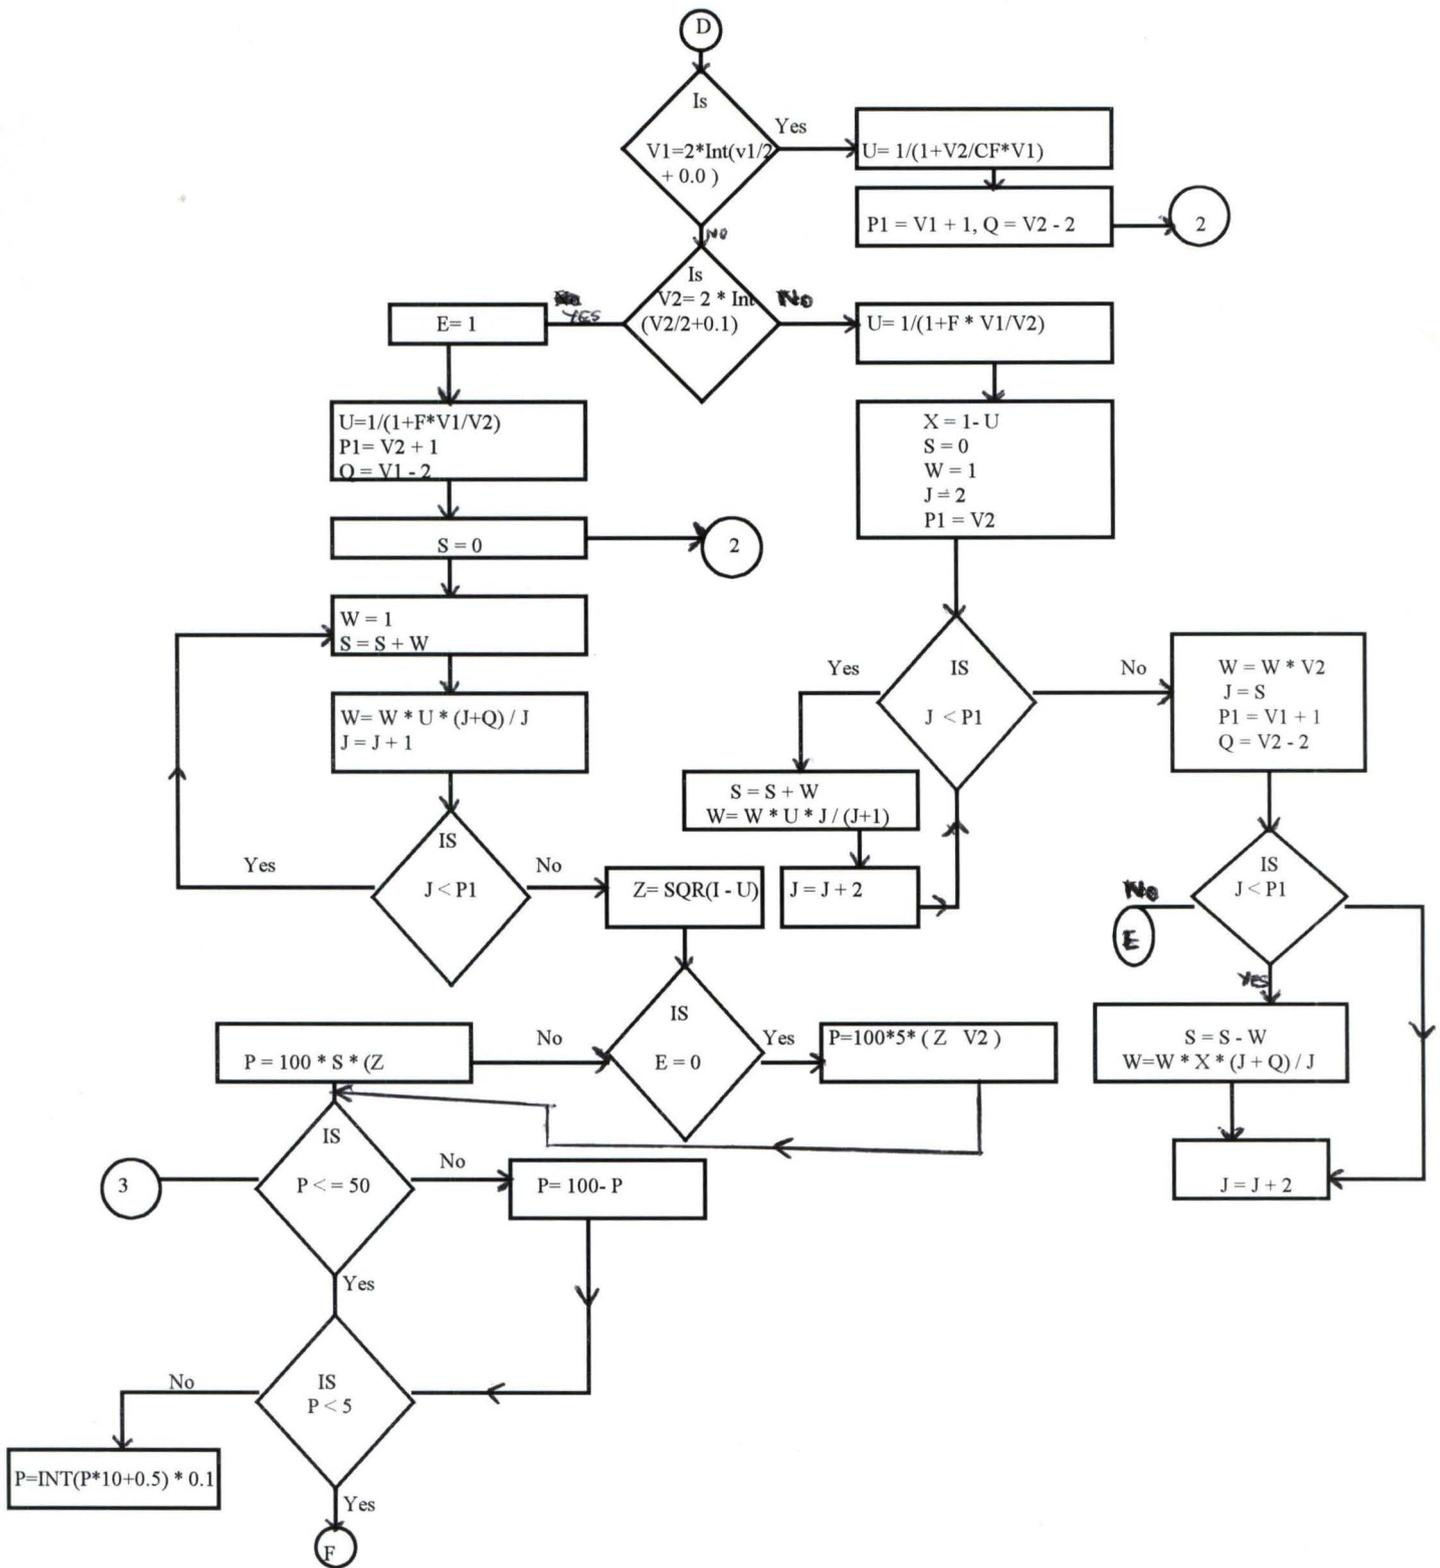 D
Is
V1=2*Int(v1/2
+ 0.0 )
Yes
U= 1/(1+V2/CF*V1)
P1 = V1 + 1, Q = V2 - 2
2
NO
Is
V2= 2 * Int
(V2/2+0.1)
YES
No
E= 1
U= 1/(1+F * V1/V2)
U=1/(1+F*V1/V2)
P1= V2 + 1
Q = V1 - 2
X = 1- U
S = 0
W = 1
J = 2
P1 = V2
S = 0
2
W = 1
S = S + W
W= W * U * (J+Q) / J
J = J + 1
IS
J < P1
Yes
No
W = W * V2
J = S
P1 = V1 + 1
Q = V2 - 2
S = S + W
W= W * U * J / (J+1)
J = J + 2
IS
J < P1
Yes
No
Z= SQR(I - U)
IS
J < P1
No
E
YES
S = S - W
W=W * X * (J + Q) / J
J = J + 2
IS
E = 0
No
Yes
P = 100 * S * (Z
P=100*5* ( Z V2 )
IS
P < = 50
3
No
P= 100- P
Yes
IS
P < 5
No
P=INT(P*10+0.5) * 0.1
Yes
F